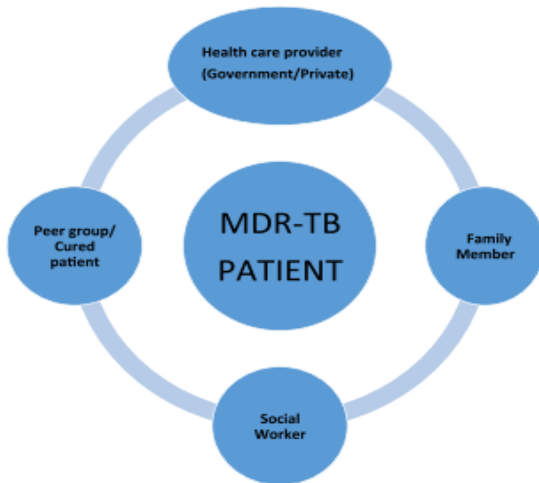 Health care provider
(Government/Private)
Peer group/
Cured
patient
MDR-TB
PATIENT
Family
Member
Social
Worker